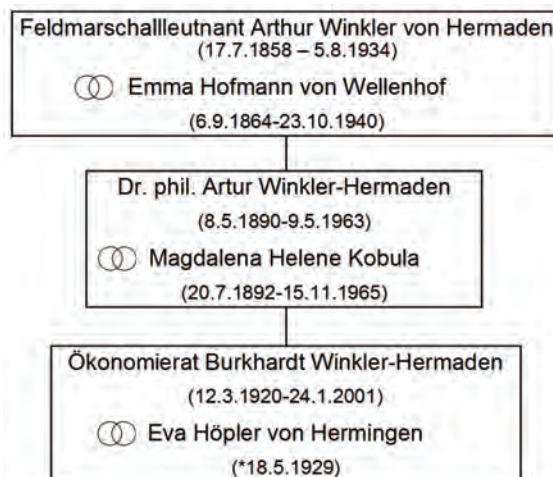 Feldmarschallleutnant Arthur Winkler von Hermaden
(17.7.1858 – 5.8.1934)
Emma Hofmann von Wellenhof
(6.9.1864-23.10.1940)
Dr. phil. Artur Winkler-Hermaden
(8.5.1890-9.5.1963)
Magdalena Helene Kobula
(20.7.1892-15.11.1965)
Ökonomierat Burkhardt Winkler-Hermaden
(12.3.1920-24.1.2001)
Eva Höpler von Hermingen
(*18.5.1929)